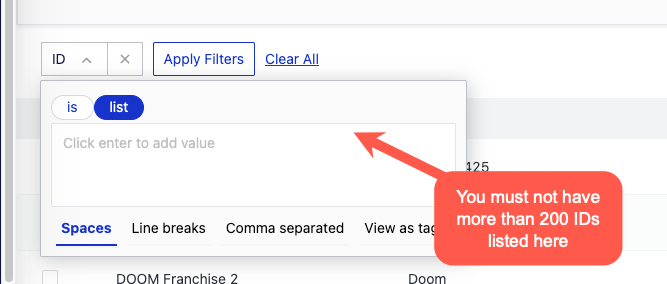 ID Apply Filters Clear All
is list
Click enter to add value
425
You must not have
more than 200 IDs
listed here
Spaces Line breaks Comma separated View as tag
DOOM Franchise 2 Doom